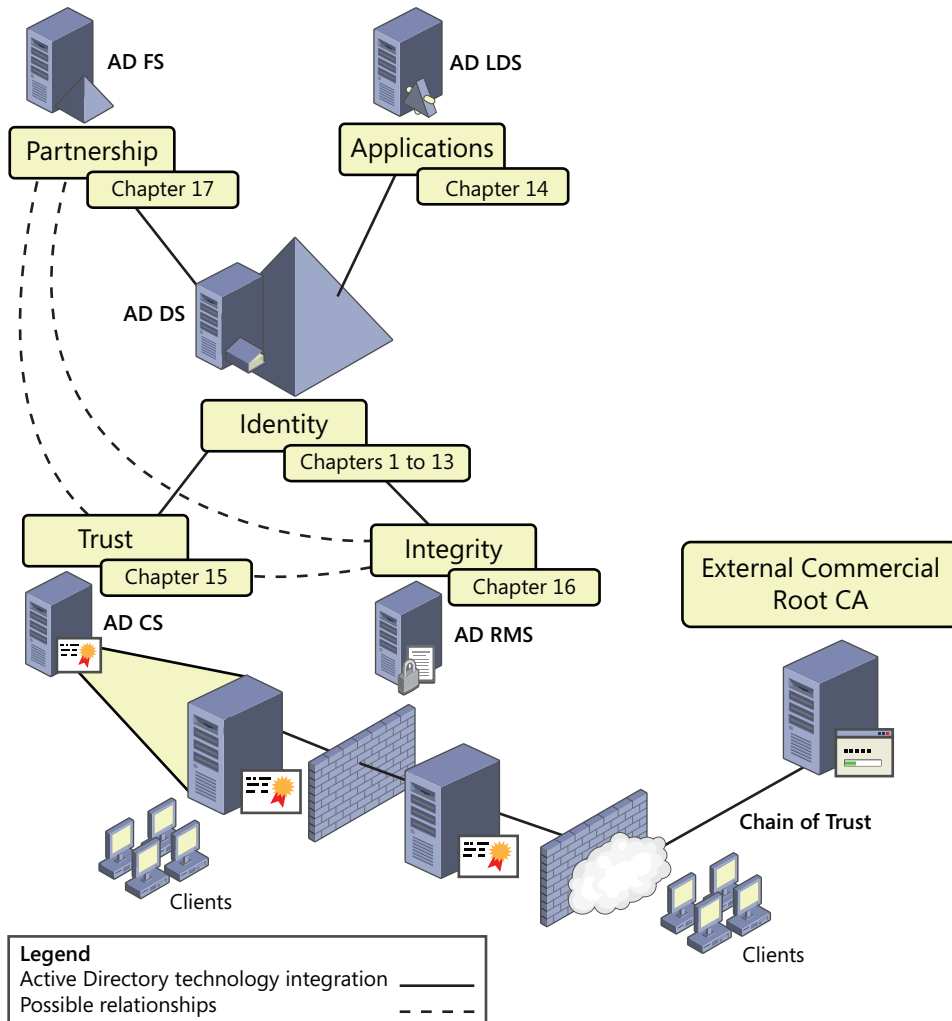 AD FS
AD LDS
Partnership
Chapter 17
Applications
Chapter 14
AD DS
Identity
Chapters 1 to 13
Trust
Chapter 15
Integrity
Chapter 16
External Commercial
Root CA
AD CS
AD RMS
Chain of Trust
Clients
Clients
Legend
Active Directory technology integration
Possible relationships